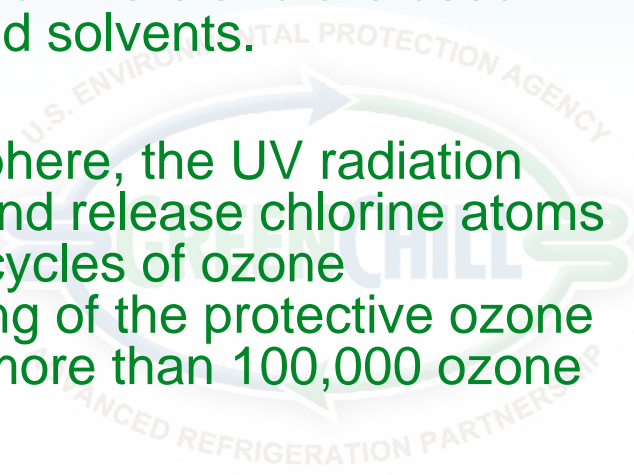 d solvents.
U.S. ENVIRONMENTAL PROTECTION AGENCY
here, the UV radiation
nd release chlorine atoms
GREENCHILL
cycles of ozone
ng of the protective ozone
more than 100,000 ozone
ADVANCED REFRIGERATION PARTNERSHIP